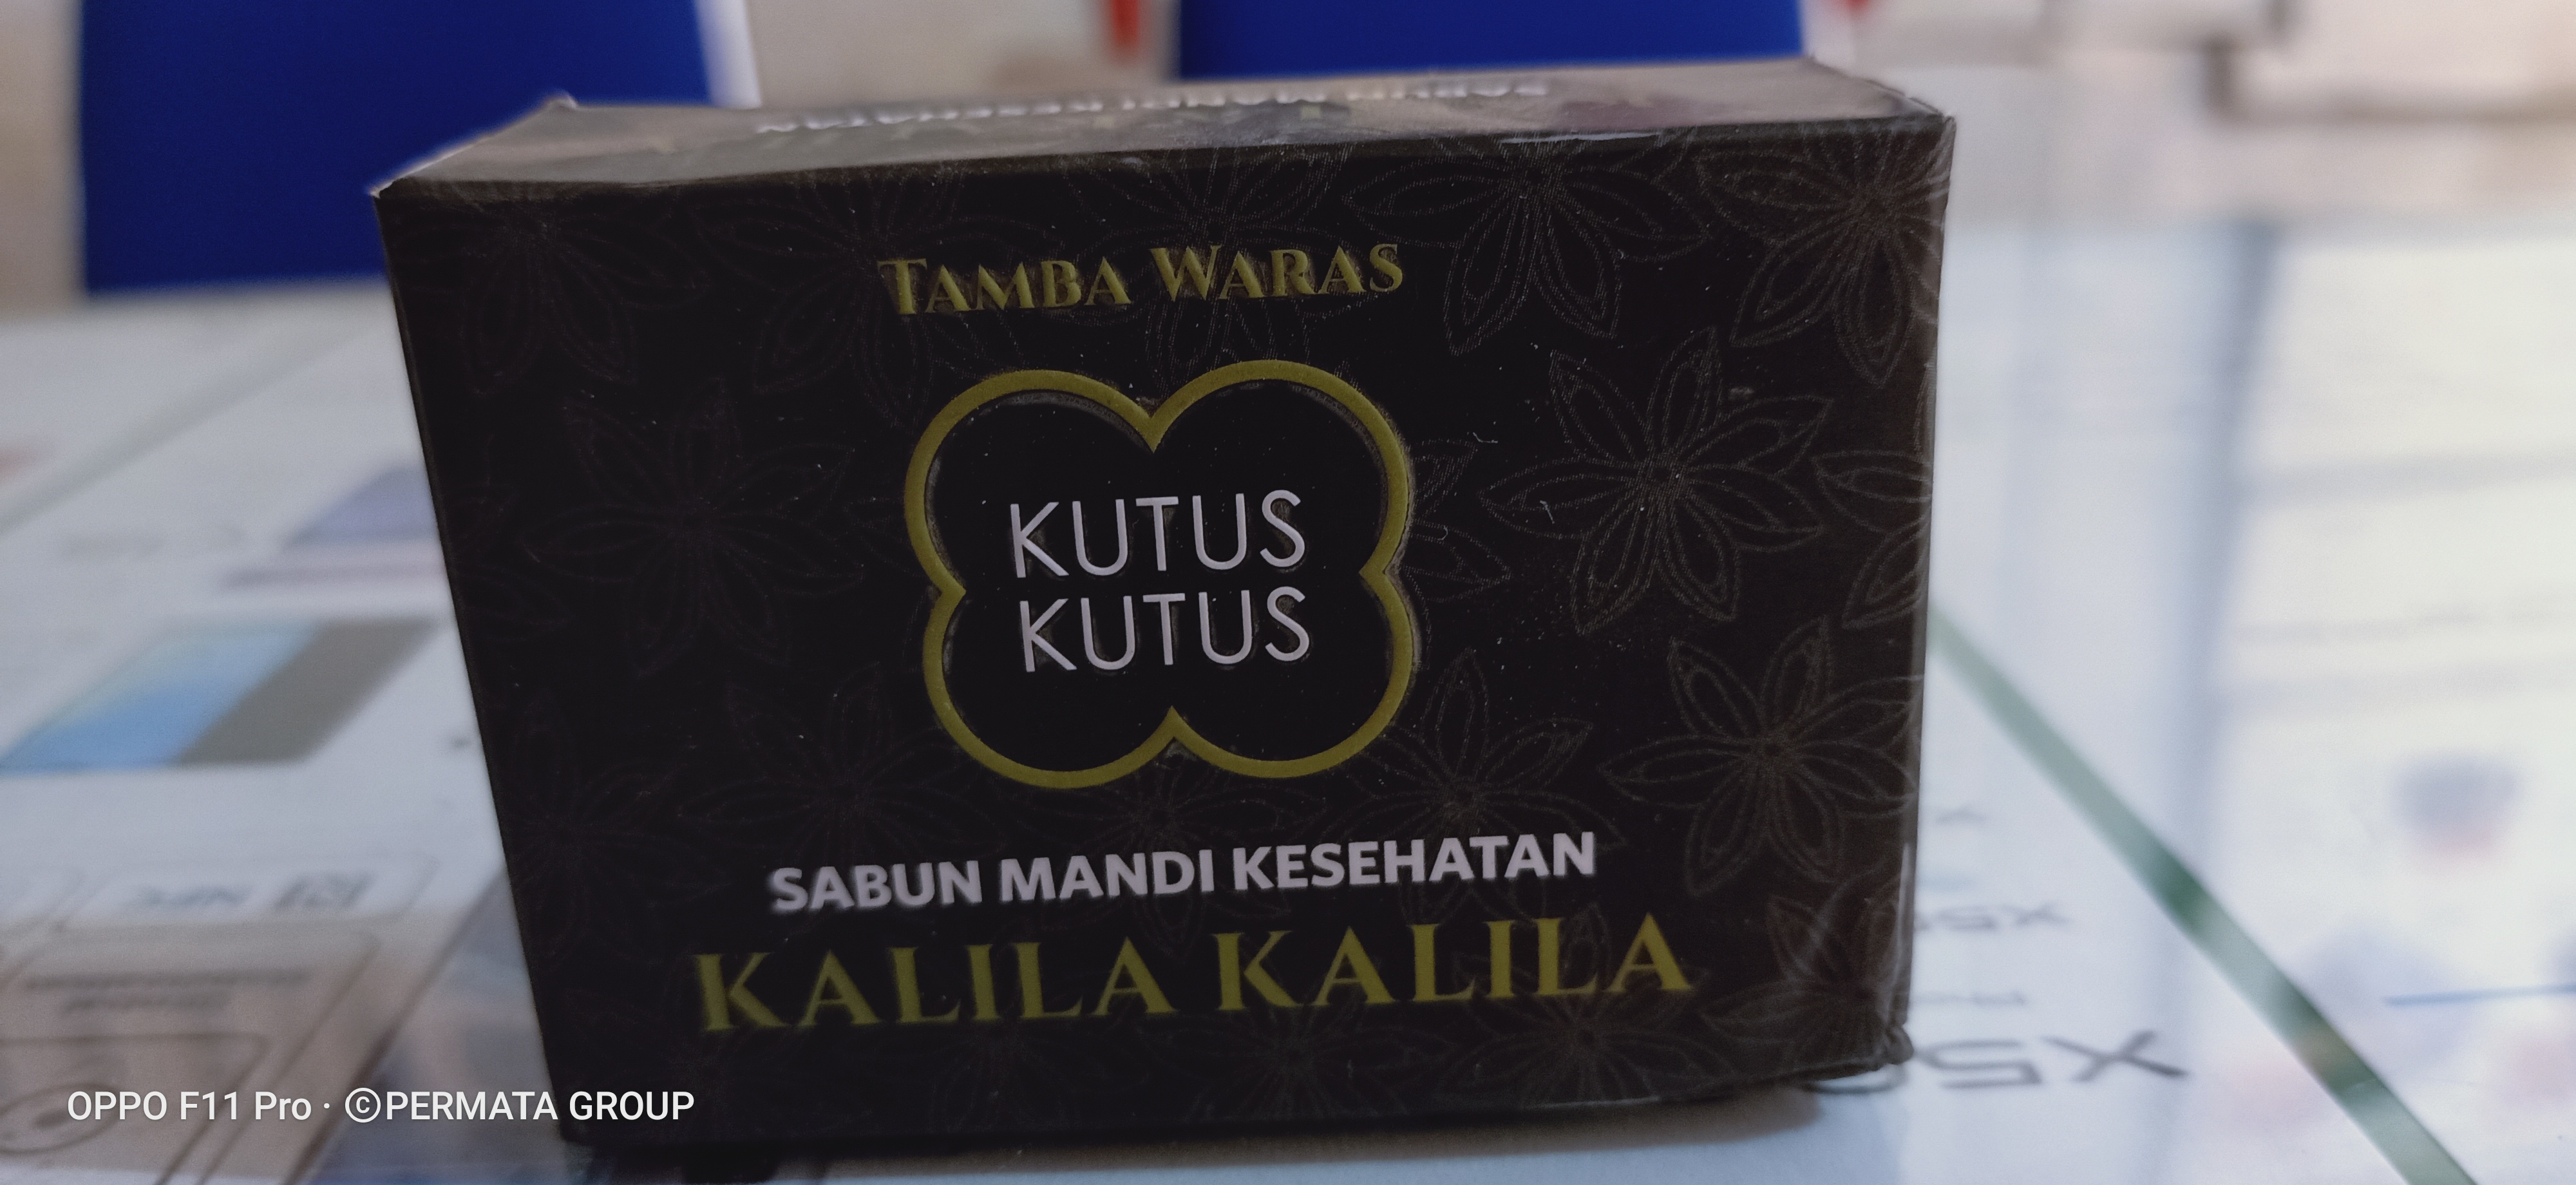 TAMBA WARAS
KUTUS
KUTUS
SABUN MANDI KESEHATAN
KALILA KALILA
OPPO F11 Pro · ©PERMATA GROUP